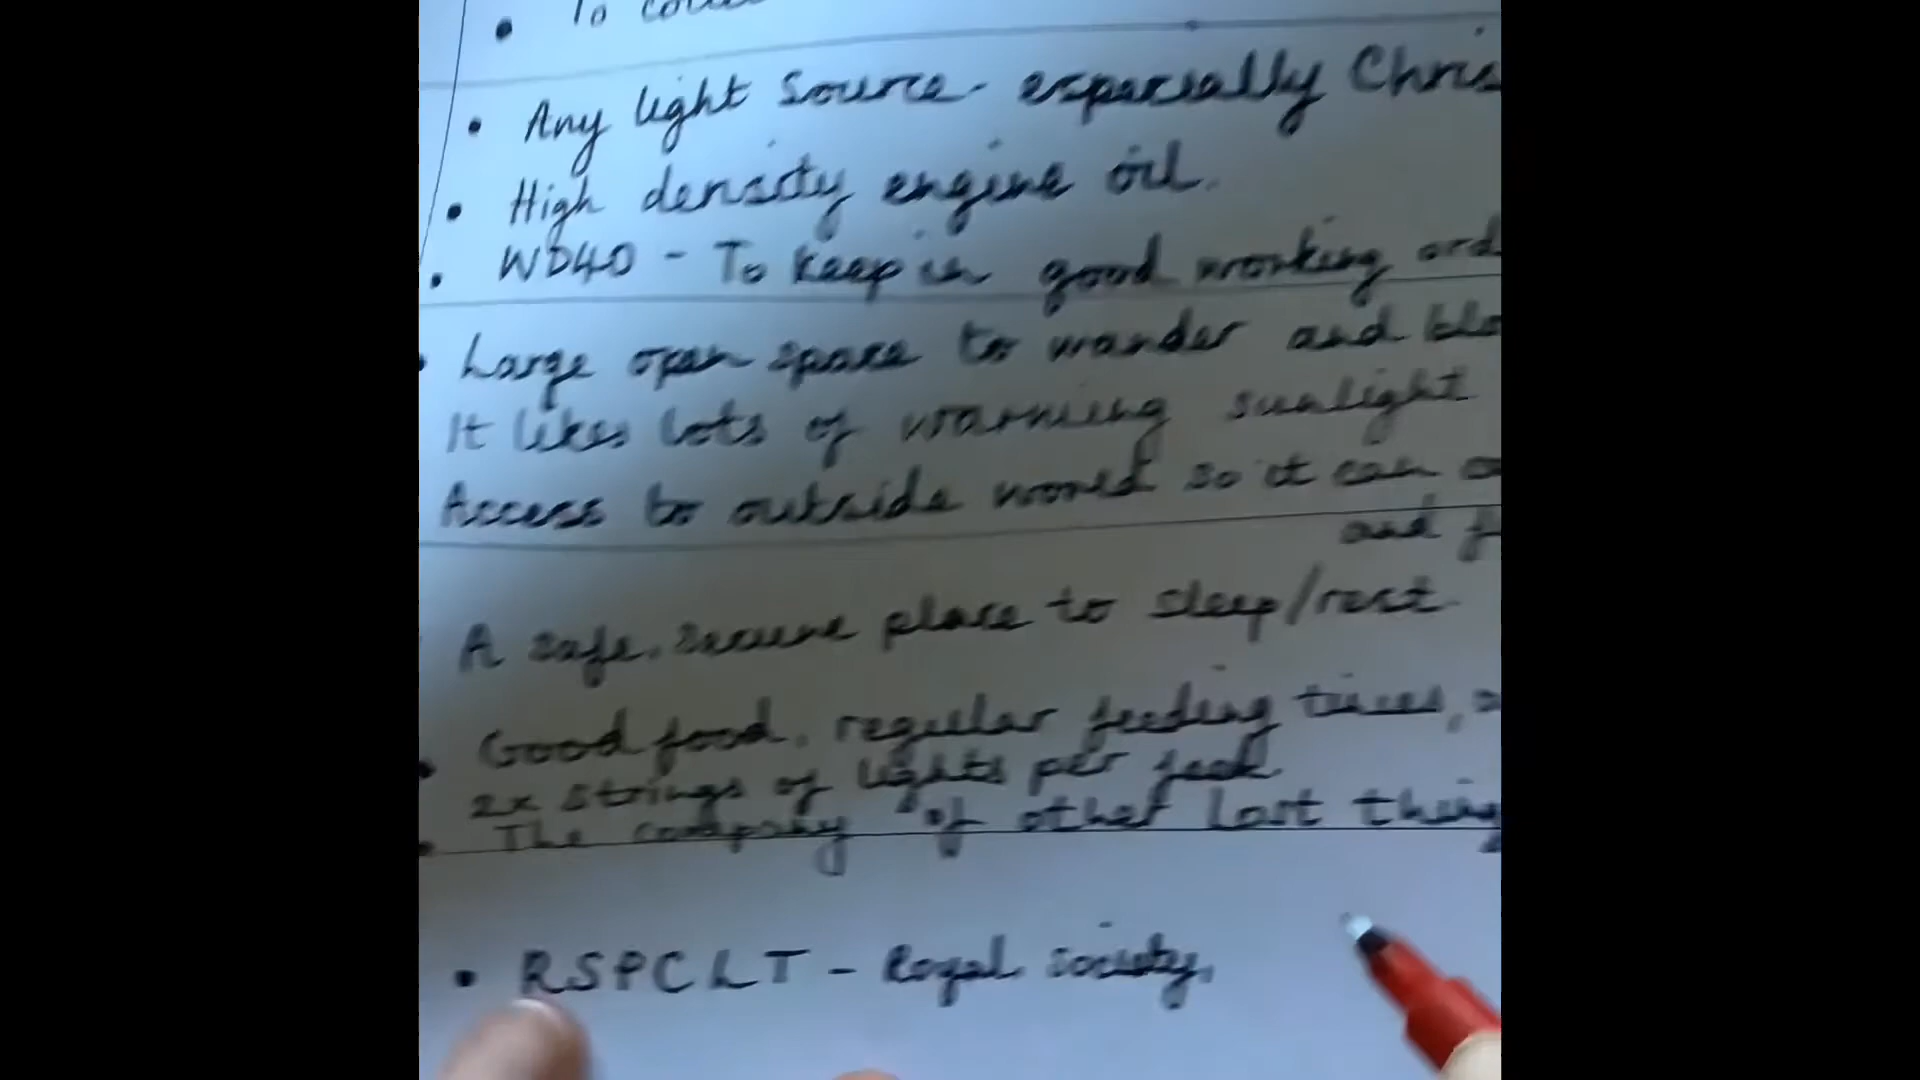 • To
• Any light source - especially Chris
• High density engine oil.
• WD40 - To keep in good working ord
• Large open space to wander and blo
It likes lots of warming sunlight
Access to outside world so it can
and f
A safe, secure place to sleep/rest.
• Good food, regular feeding times,
2x strings of lights per feed.
• The company of other lost thing
• RSPCLT - Royal society,